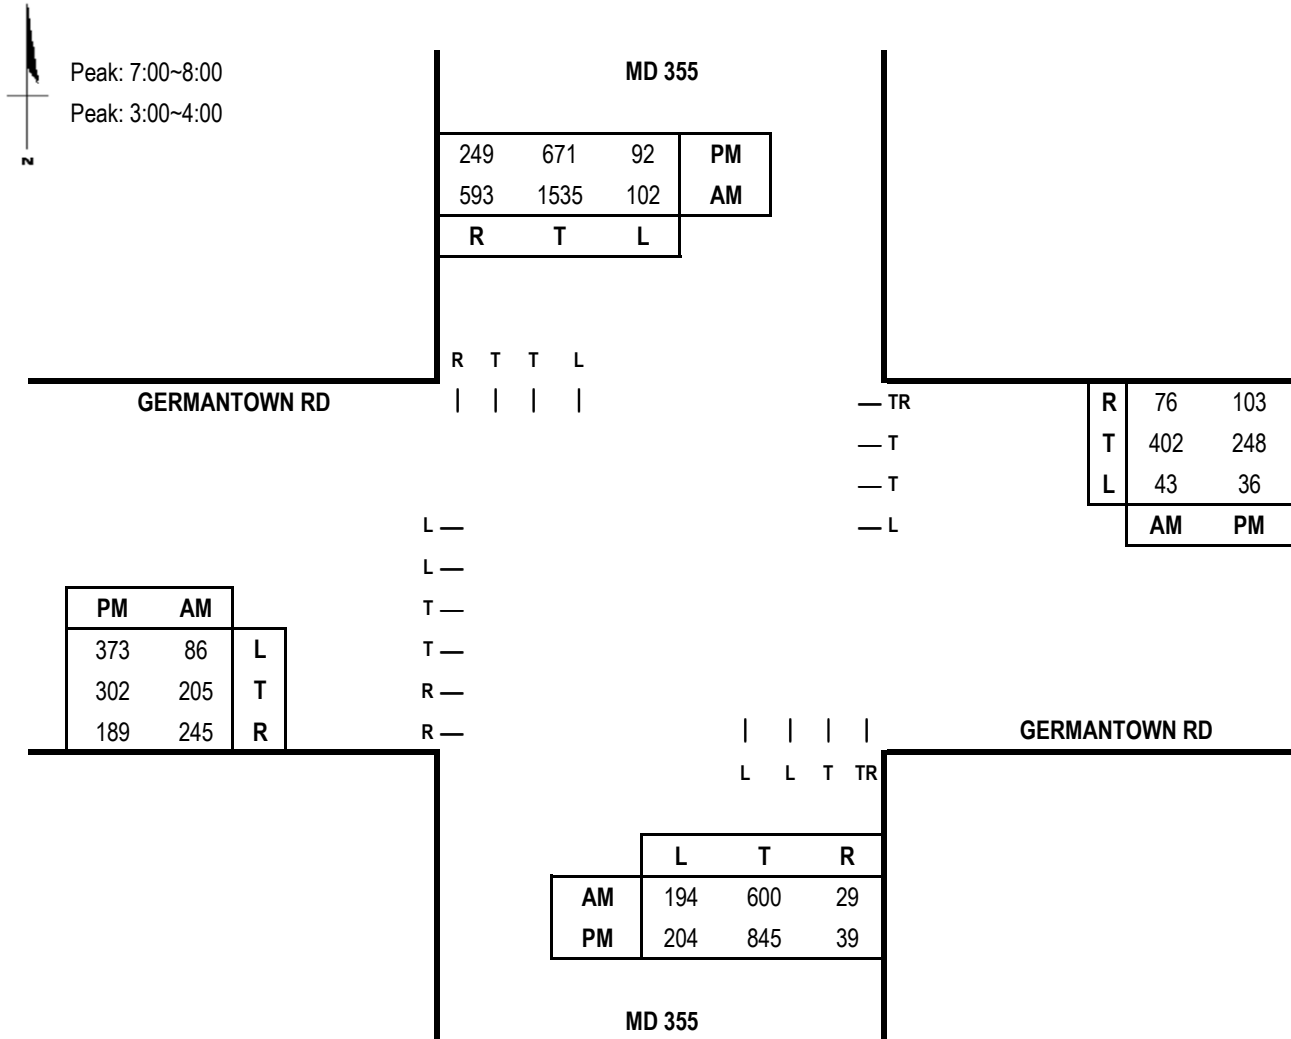 Peak: 7:00~8:00
Peak: 3:00~4:00
N
MD 355
249 671 92 PM
593 1535 102 AM
R T L
R T T L
GERMANTOWN RD
TR
T
T
L
R 76 103
T 402 248
L 43 36
AM PM
L
L
T
T
R
R
PM AM
373 86 L
302 205 T
189 245 R
GERMANTOWN RD
L L T TR
L T R
AM 194 600 29
PM 204 845 39
MD 355